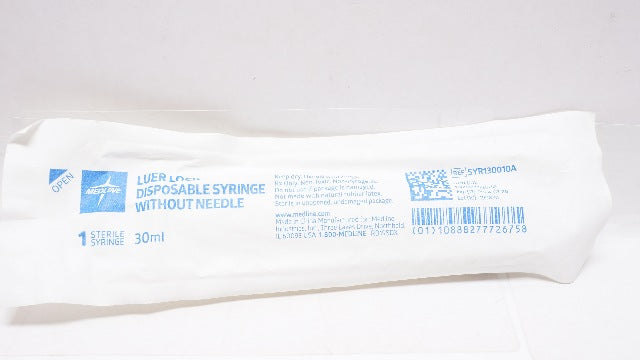 OPEN
MEDLINE
LUER LOCK
DISPOSABLE SYRINGE
WITHOUT NEEDLE
1 STERILE
SYRINGE
30ml
Do not use if package is damaged.
Not made with natural rubber latex.
Sterile in unopened, undamaged package.
www.medline.com
Made in China Manufactured for: Medline
Industries, Inc., Three Lakes Drive, Northfield,
IL 60093 USA 1-800-MEDLINE.
REF SYR130010A
(01)10888277726758